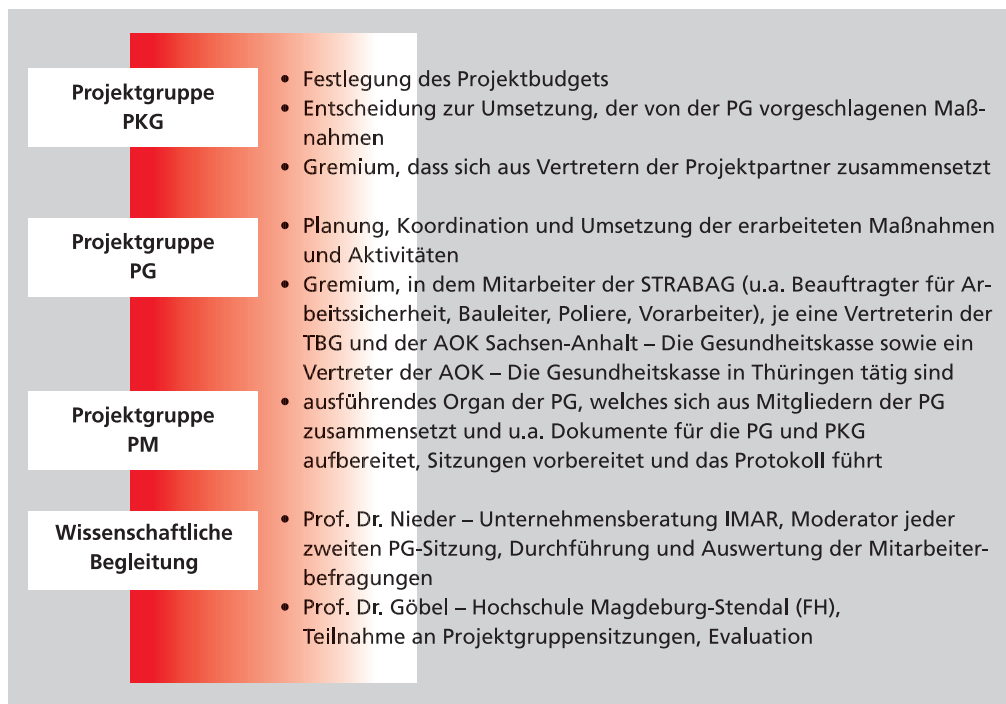 Projektgruppe
PKG
• Festlegung des Projektbudgets
• Entscheidung zur Umsetzung, der von der PG vorgeschlagenen Maß-
nahmen
• Gremium, dass sich aus Vertretern der Projektpartner zusammensetzt
Projektgruppe
PG
• Planung, Koordination und Umsetzung der erarbeiteten Maßnahmen
und Aktivitäten
• Gremium, in dem Mitarbeiter der STRABAG (u.a. Beauftragter für Ar-
beitssicherheit, Bauleiter, Poliere, Vorarbeiter), je eine Vertreterin der
TBG und der AOK Sachsen-Anhalt – Die Gesundheitskasse sowie ein
Vertreter der AOK – Die Gesundheitskasse in Thüringen tätig sind
Projektgruppe
PM
• ausführendes Organ der PG, welches sich aus Mitgliedern der PG
zusammensetzt und u.a. Dokumente für die PG und PKG
aufbereitet, Sitzungen vorbereitet und das Protokoll führt
Wissenschaftliche
Begleitung
• Prof. Dr. Nieder – Unternehmensberatung IMAR, Moderator jeder
zweiten PG-Sitzung, Durchführung und Auswertung der Mitarbeiter-
befragungen
• Prof. Dr. Göbel – Hochschule Magdeburg-Stendal (FH),
Teilnahme an Projektgruppensitzungen, Evaluation